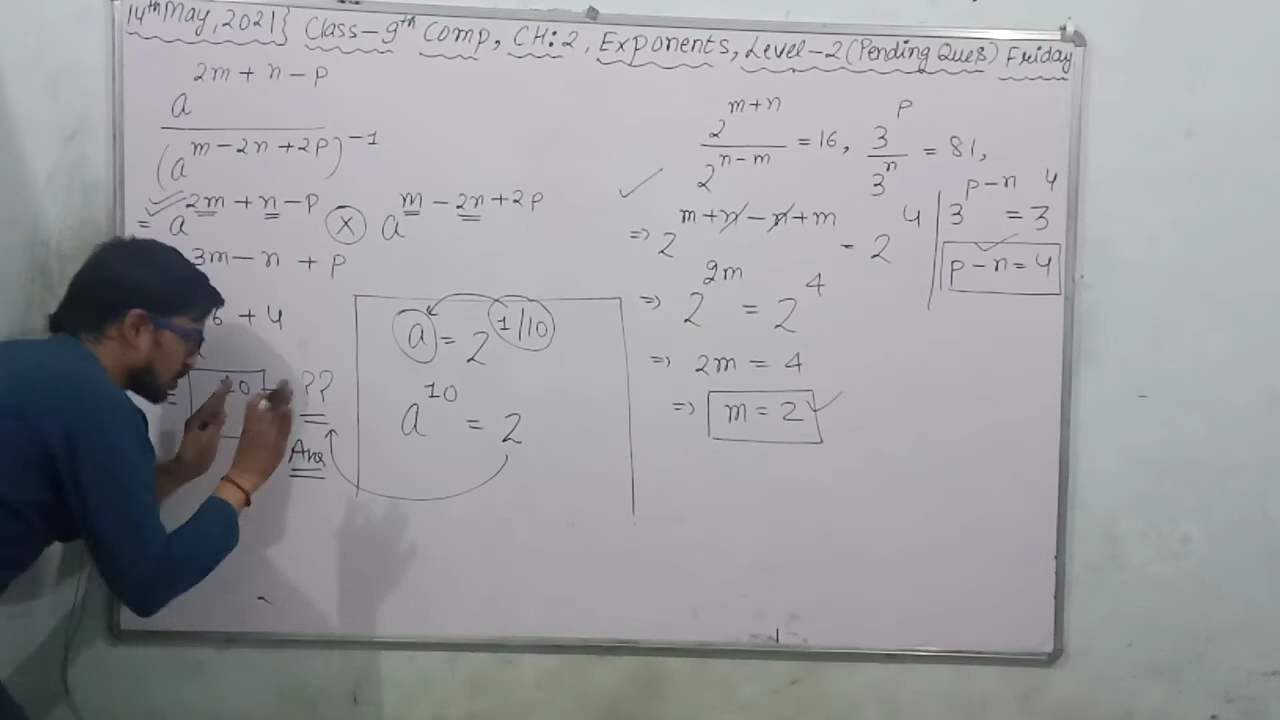 14th May, 2021} Class-9th Comp, CH:2, Exponents, Level-2 (Pending Ques) Friday
a^{2m+n-p}
(a^{m-2n+2p})^{-1}
= a^{2m+n-p} × a^{m-2n+2p}
3m-n+p
6+4
= 10 = ??
Ans
a = 2^{1/10}
a^{10} = 2
2^{m+n} / 2^{n-m} = 16, 3^p / 3^n = 81,
=> 2^{m+n-n+m} = 2^4
=> 2^{2m} = 2^4
=> 2m = 4
=> m = 2
3^{p-n} = 3^4
p-n = 4